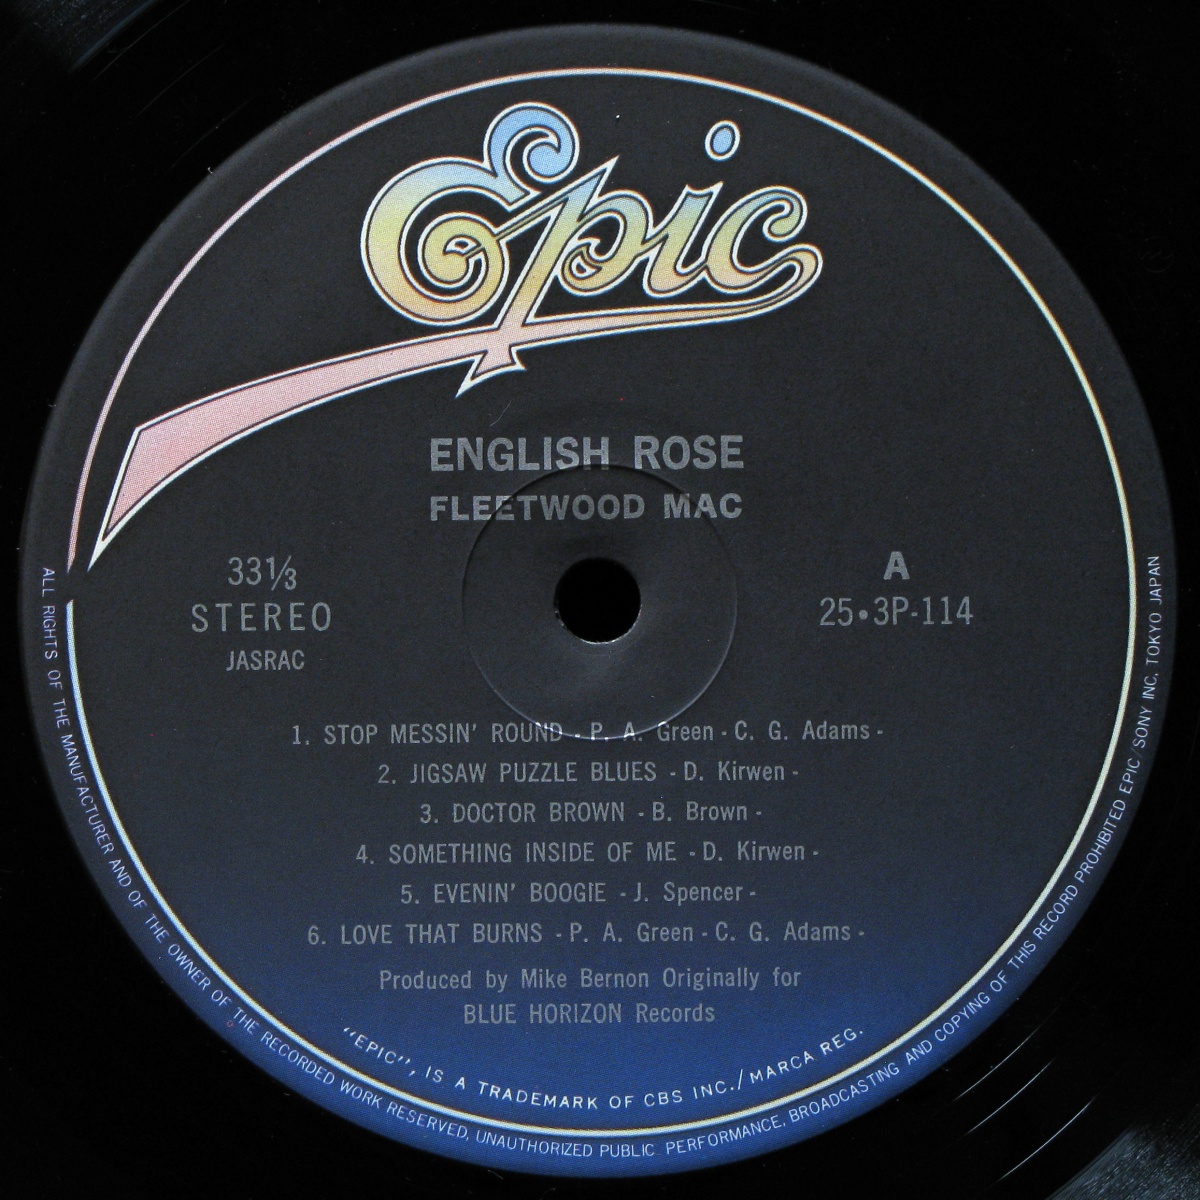 Epic
ENGLISH ROSE
FLEETWOOD MAC
33⅓
STEREO
JASRAC
A
25•3P-114
1. STOP MESSIN' ROUND - P. A. Green - C. G. Adams -
2. JIGSAW PUZZLE BLUES - D. Kirwen -
3. DOCTOR BROWN - B. Brown -
4. SOMETHING INSIDE OF ME - D. Kirwen -
5. EVENIN' BOOGIE - J. Spencer -
6. LOVE THAT BURNS - P. A. Green - C. G. Adams -
Produced by Mike Bernon Originally for
BLUE HORIZON Records
"EPIC", IS A TRADEMARK OF CBS INC./MARCA REG.
ALL RIGHTS OF THE MANUFACTURER AND OF THE OWNER OF THE RECORDED WORK RESERVED, UNAUTHORIZED PUBLIC PERFORMANCE, BROADCASTING AND COPYING OF THIS RECORD PROHIBITED EPIC/SONY INC. TOKYO JAPAN